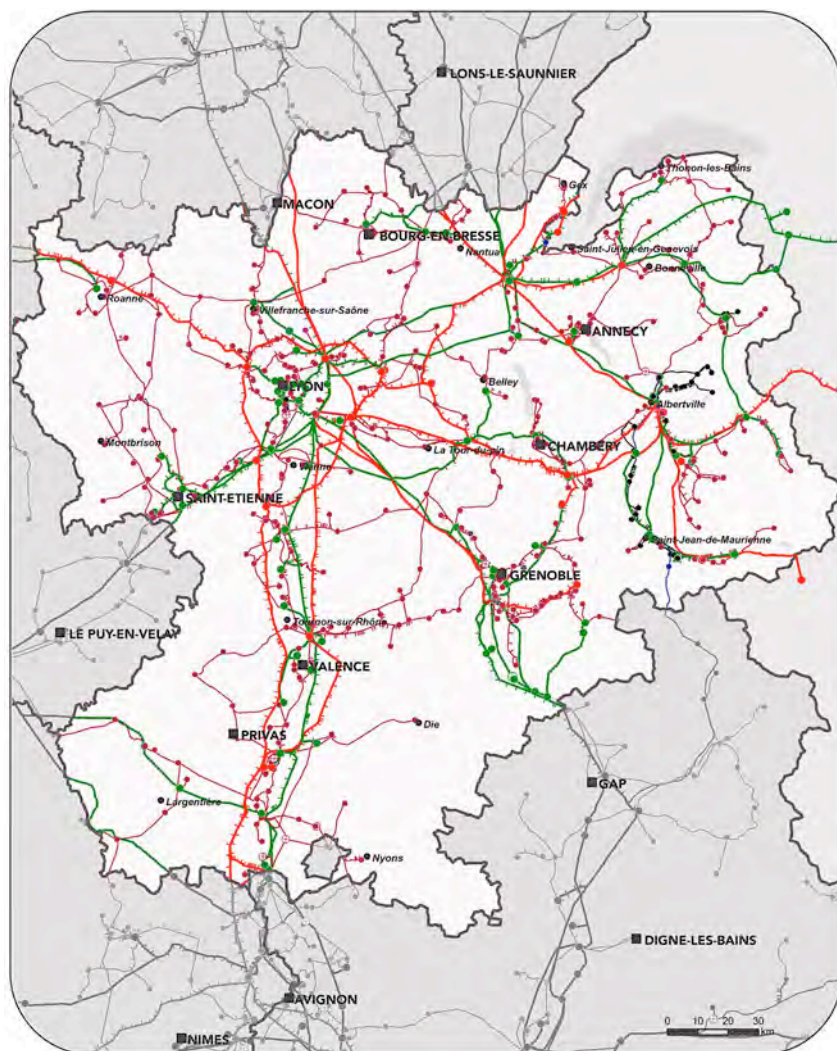 LONS-LE-SAUNNIER
Thonon-les-Bains
Gex
MACON
BOURG-EN-BRESSE
Nantua
Saint-Julien-en-Genevois
Bonneville
Roanne
Villefranche-sur-Saône
ANNECY
LYON
Belley
Albertville
Montbrison
CHAMBERY
La Tour-du-pin
Vienne
SAINT-ETIENNE
Saint-Jean-de-Maurienne
GRENOBLE
Tournon-sur-Rhône
LE PUY-EN-VELAY
VALENCE
Die
PRIVAS
GAP
Largentière
Nyons
DIGNE-LES-BAINS
AVIGNON
0 10 20 30
km
NIMES